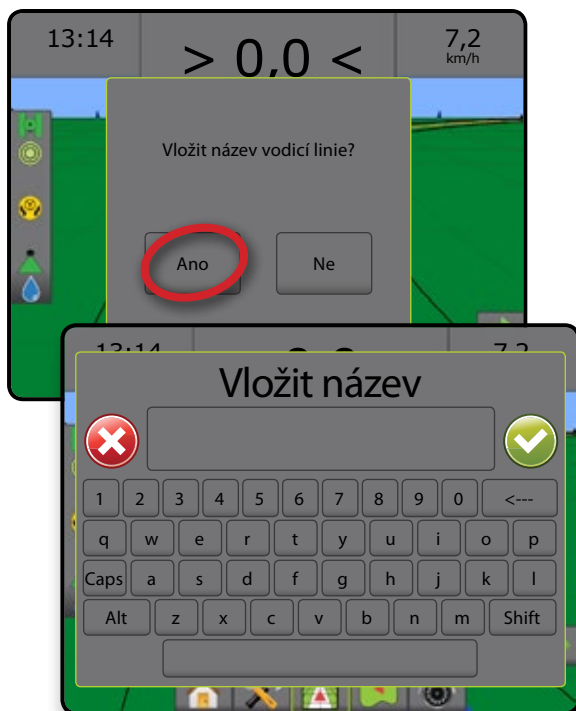 13:14 > 0,0 < 7,2
km/h
Vložit název vodicí linie?
Ano Ne
13:14 7,2
Vložit název
1 2 3 4 5 6 7 8 9 0 <---
q w e r t y u i o p
Caps a s d f g h j k l
Alt z x c v b n m Shift